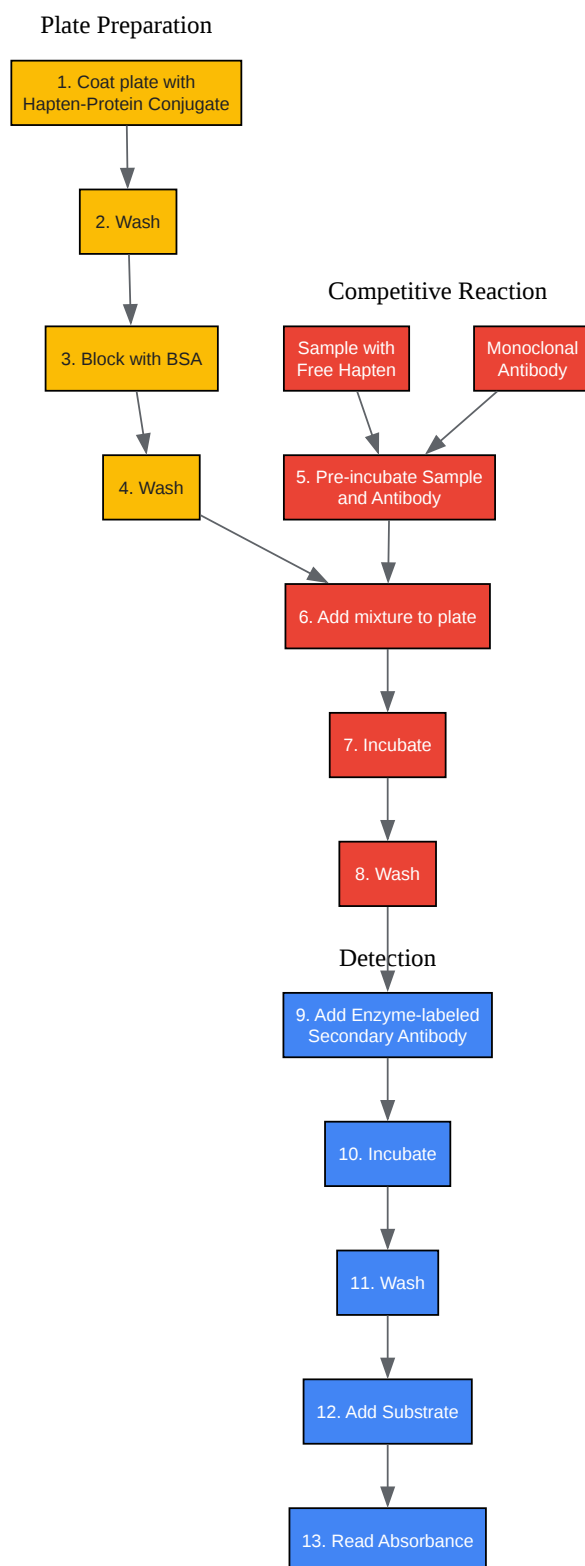 Plate Preparation
1. Coat plate with
Hapten-Protein Conjugate
2. Wash
3. Block with BSA
4. Wash
Competitive Reaction
Sample with
Free Hapten
Monoclonal
Antibody
5. Pre-incubate Sample
and Antibody
6. Add mixture to plate
7. Incubate
8. Wash
Detection
9. Add Enzyme-labeled
Secondary Antibody
10. Incubate
11. Wash
12. Add Substrate
13. Read Absorbance